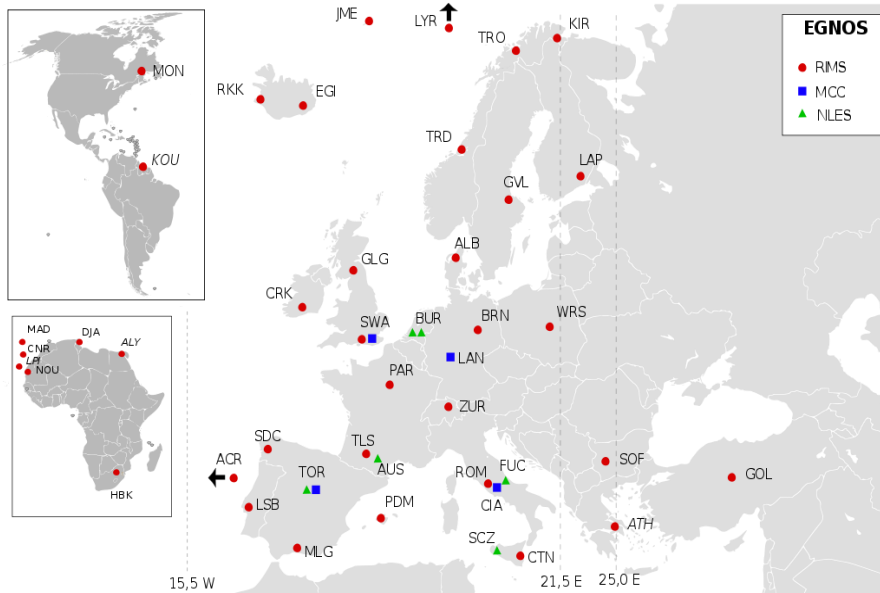 JME
LYR
KIR
TRO
EGNOS
RIMS
MCC
NLES
MON
RKK
EGI
TRD
KOU
LAP
GVL
ALB
GLG
CRK
SWA
BUR
BRN
WRS
MAD
DJA
ALY
CNR
LPI
NOU
LAN
PAR
ZUR
SDC
TLS
ACR
TOR
AUS
ROM
FUC
SOF
GOL
HBK
LSB
PDM
CIA
ATH
SCZ
MLG
CTN
15,5 W
21,5 E
25,0 E